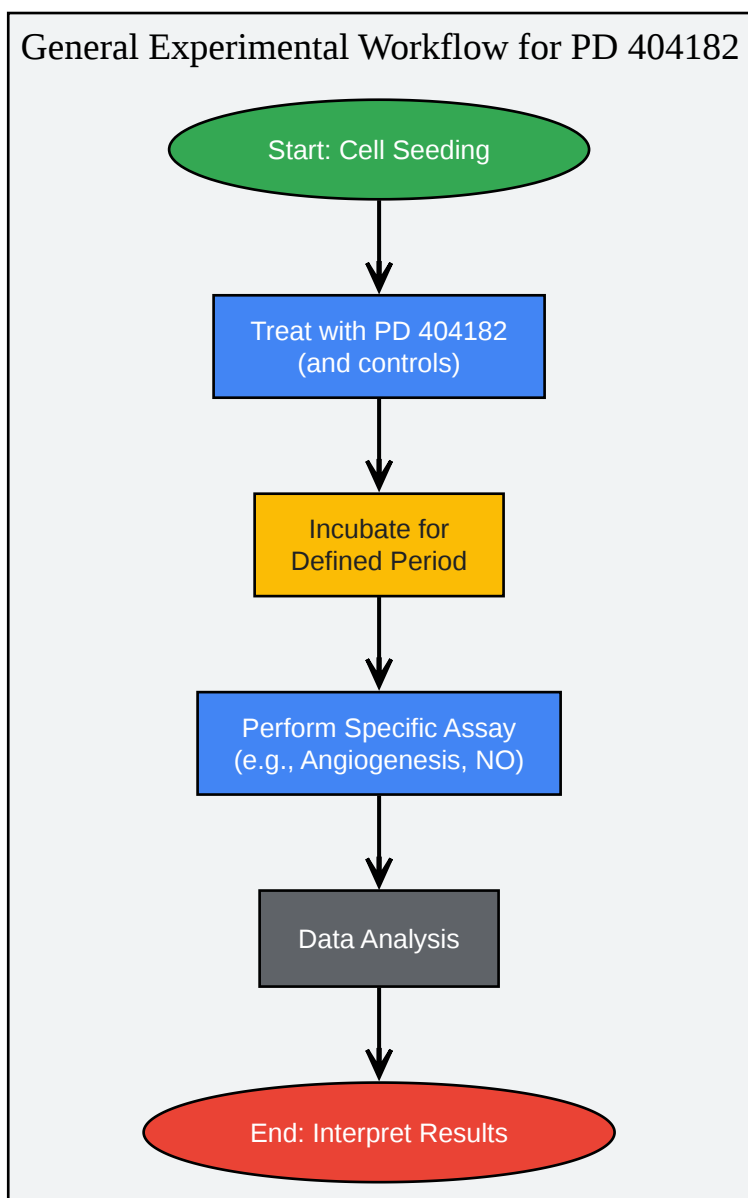 General Experimental Workflow for PD 404182
Start: Cell Seeding
Treat with PD 404182
(and controls)
Incubate for
Defined Period
Perform Specific Assay
(e.g., Angiogenesis, NO)
Data Analysis
End: Interpret Results